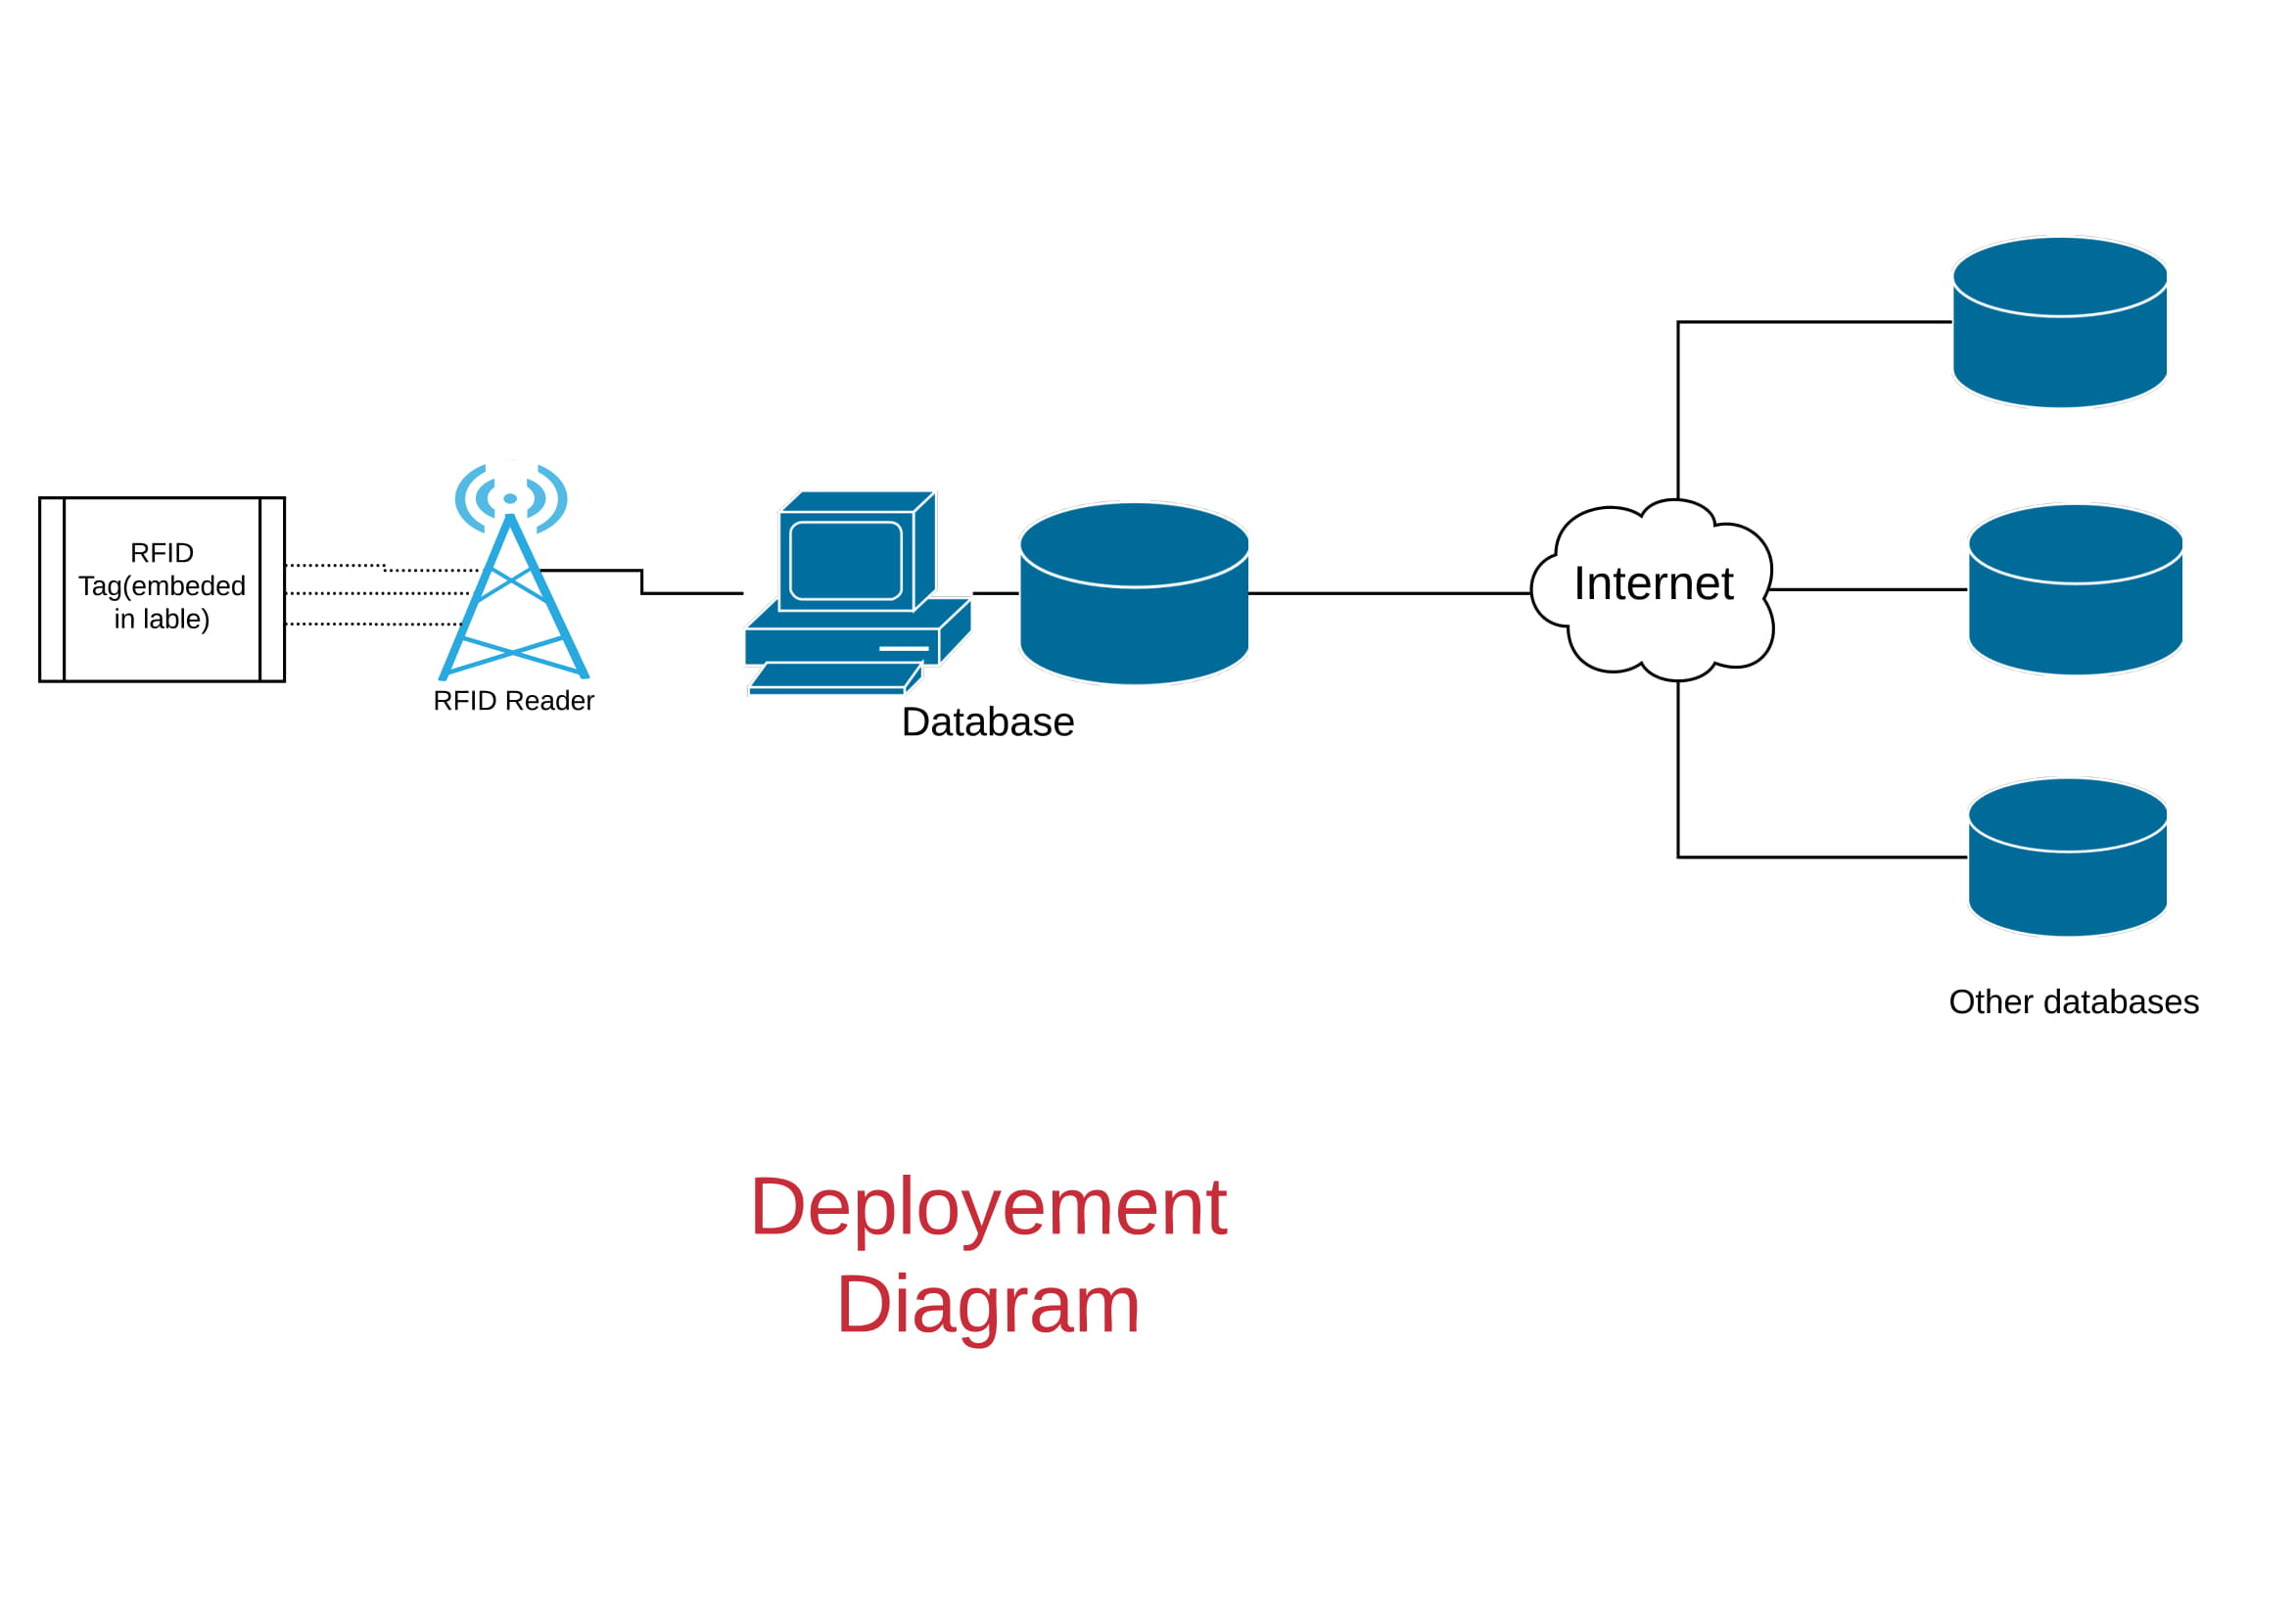 RFID
Tag(embeded
in lable)
RFID Reader
Database
Internet
Other databases
Deployement
Diagram